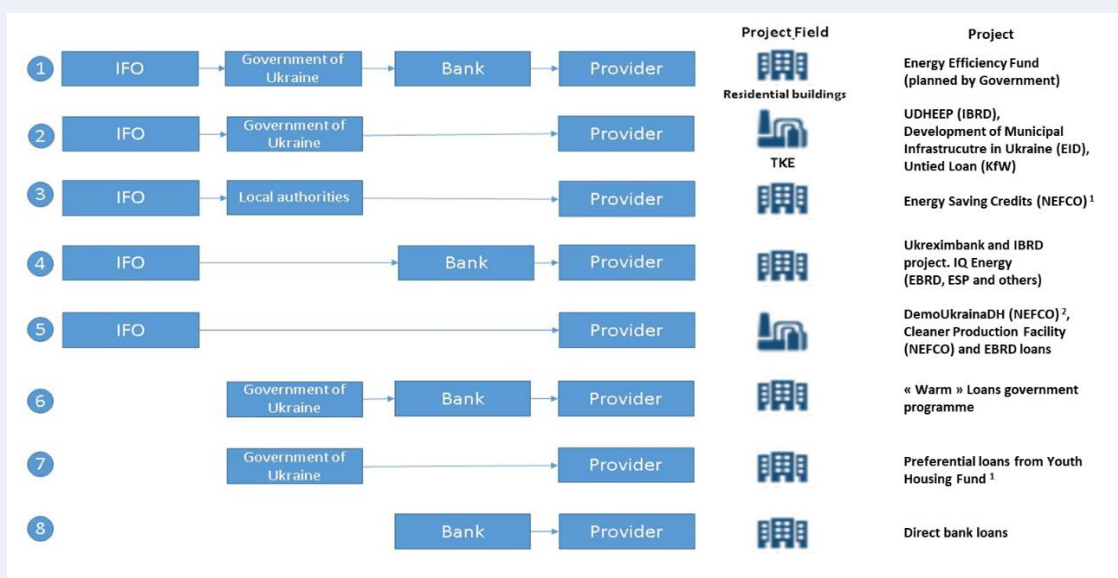 Project Field
Project
1
IFO
Government of
Ukraine
Bank
Provider
Residential buildings
Energy Efficiency Fund
(planned by Government)
2
IFO
Government of
Ukraine
Provider
TKE
UDHEEP (IBRD),
Development of Municipal
Infrastrucutre in Ukraine (EID),
Untied Loan (KfW)
3
IFO
Local authorities
Provider
Energy Saving Credits (NEFCO) 1
4
IFO
Bank
Provider
Ukreximbank and IBRD
project. IQ Energy
(EBRD, ESP and others)
5
IFO
Provider
DemoUkrainaDH (NEFCO) 2,
Cleaner Production Facility
(NEFCO) and EBRD loans
6
Government of
Ukraine
Bank
Provider
« Warm » Loans government
programme
7
Government of
Ukraine
Provider
Preferential loans from Youth
Housing Fund 1
8
Bank
Provider
Direct bank loans